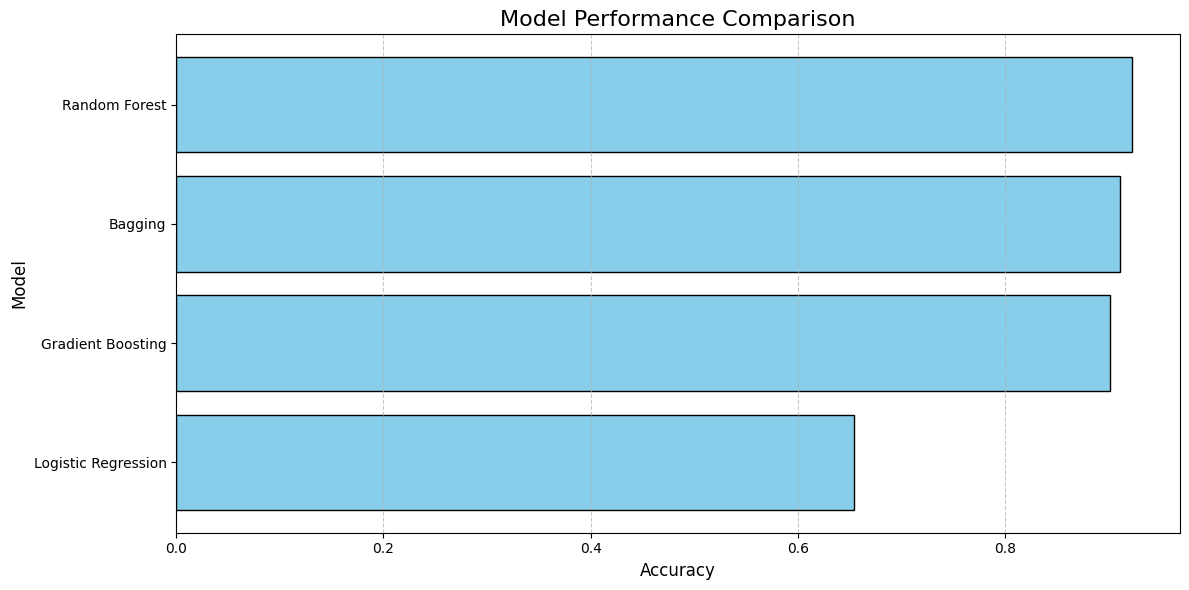 Model Performance Comparison
Random Forest
Bagging
Gradient Boosting
Logistic Regression
Model
0.0 0.2 0.4 0.6 0.8
Accuracy